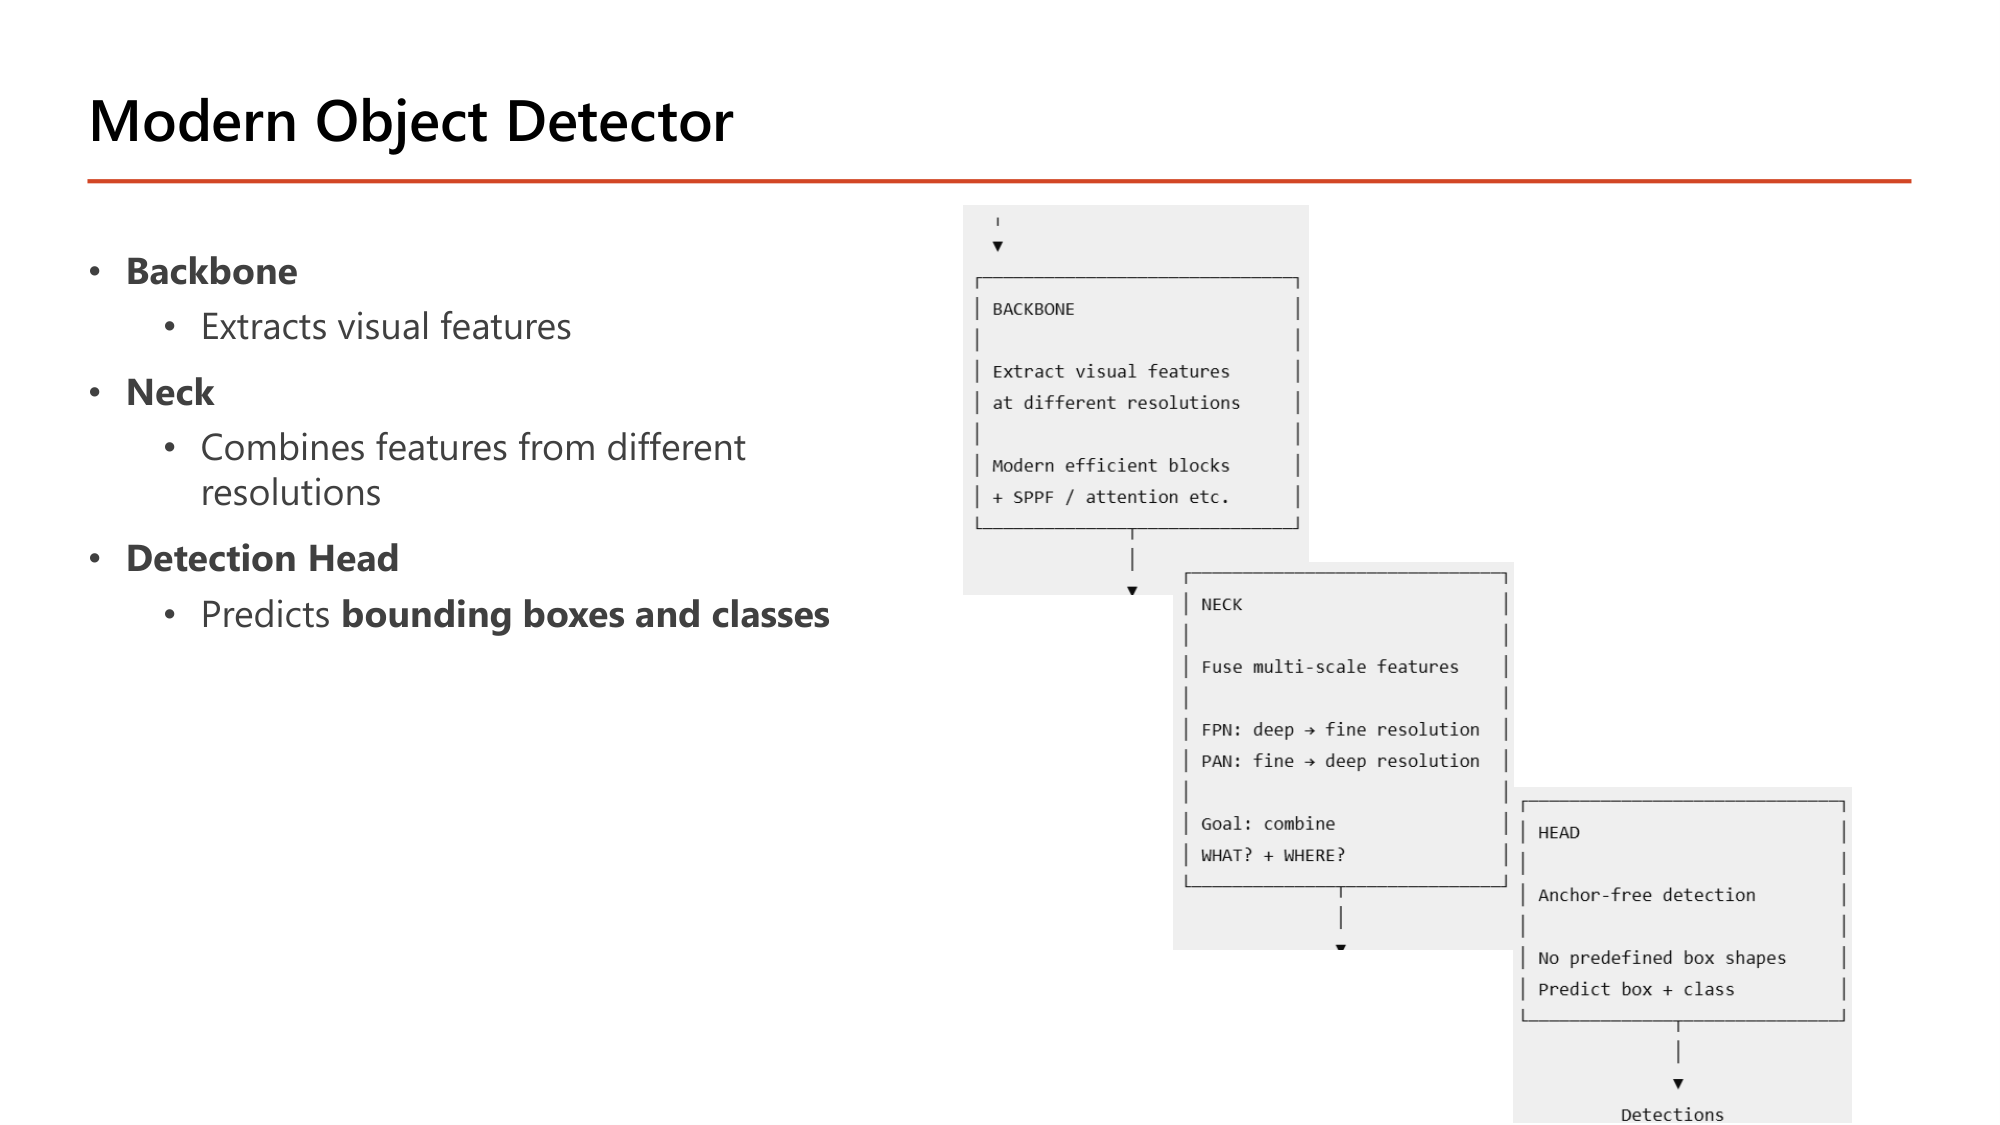 Modern Object Detector
• Backbone
• Extracts visual features
• Neck
• Combines features from different
resolutions
• Detection Head
• Predicts bounding boxes and classes
BACKBONE
Extract visual features
at different resolutions
Modern efficient blocks
+ SPPF / attention etc.
NECK
Fuse multi-scale features
FPN: deep → fine resolution
PAN: fine → deep resolution
Goal: combine
WHAT? + WHERE?
HEAD
Anchor-free detection
No predefined box shapes
Predict box + class
Detections